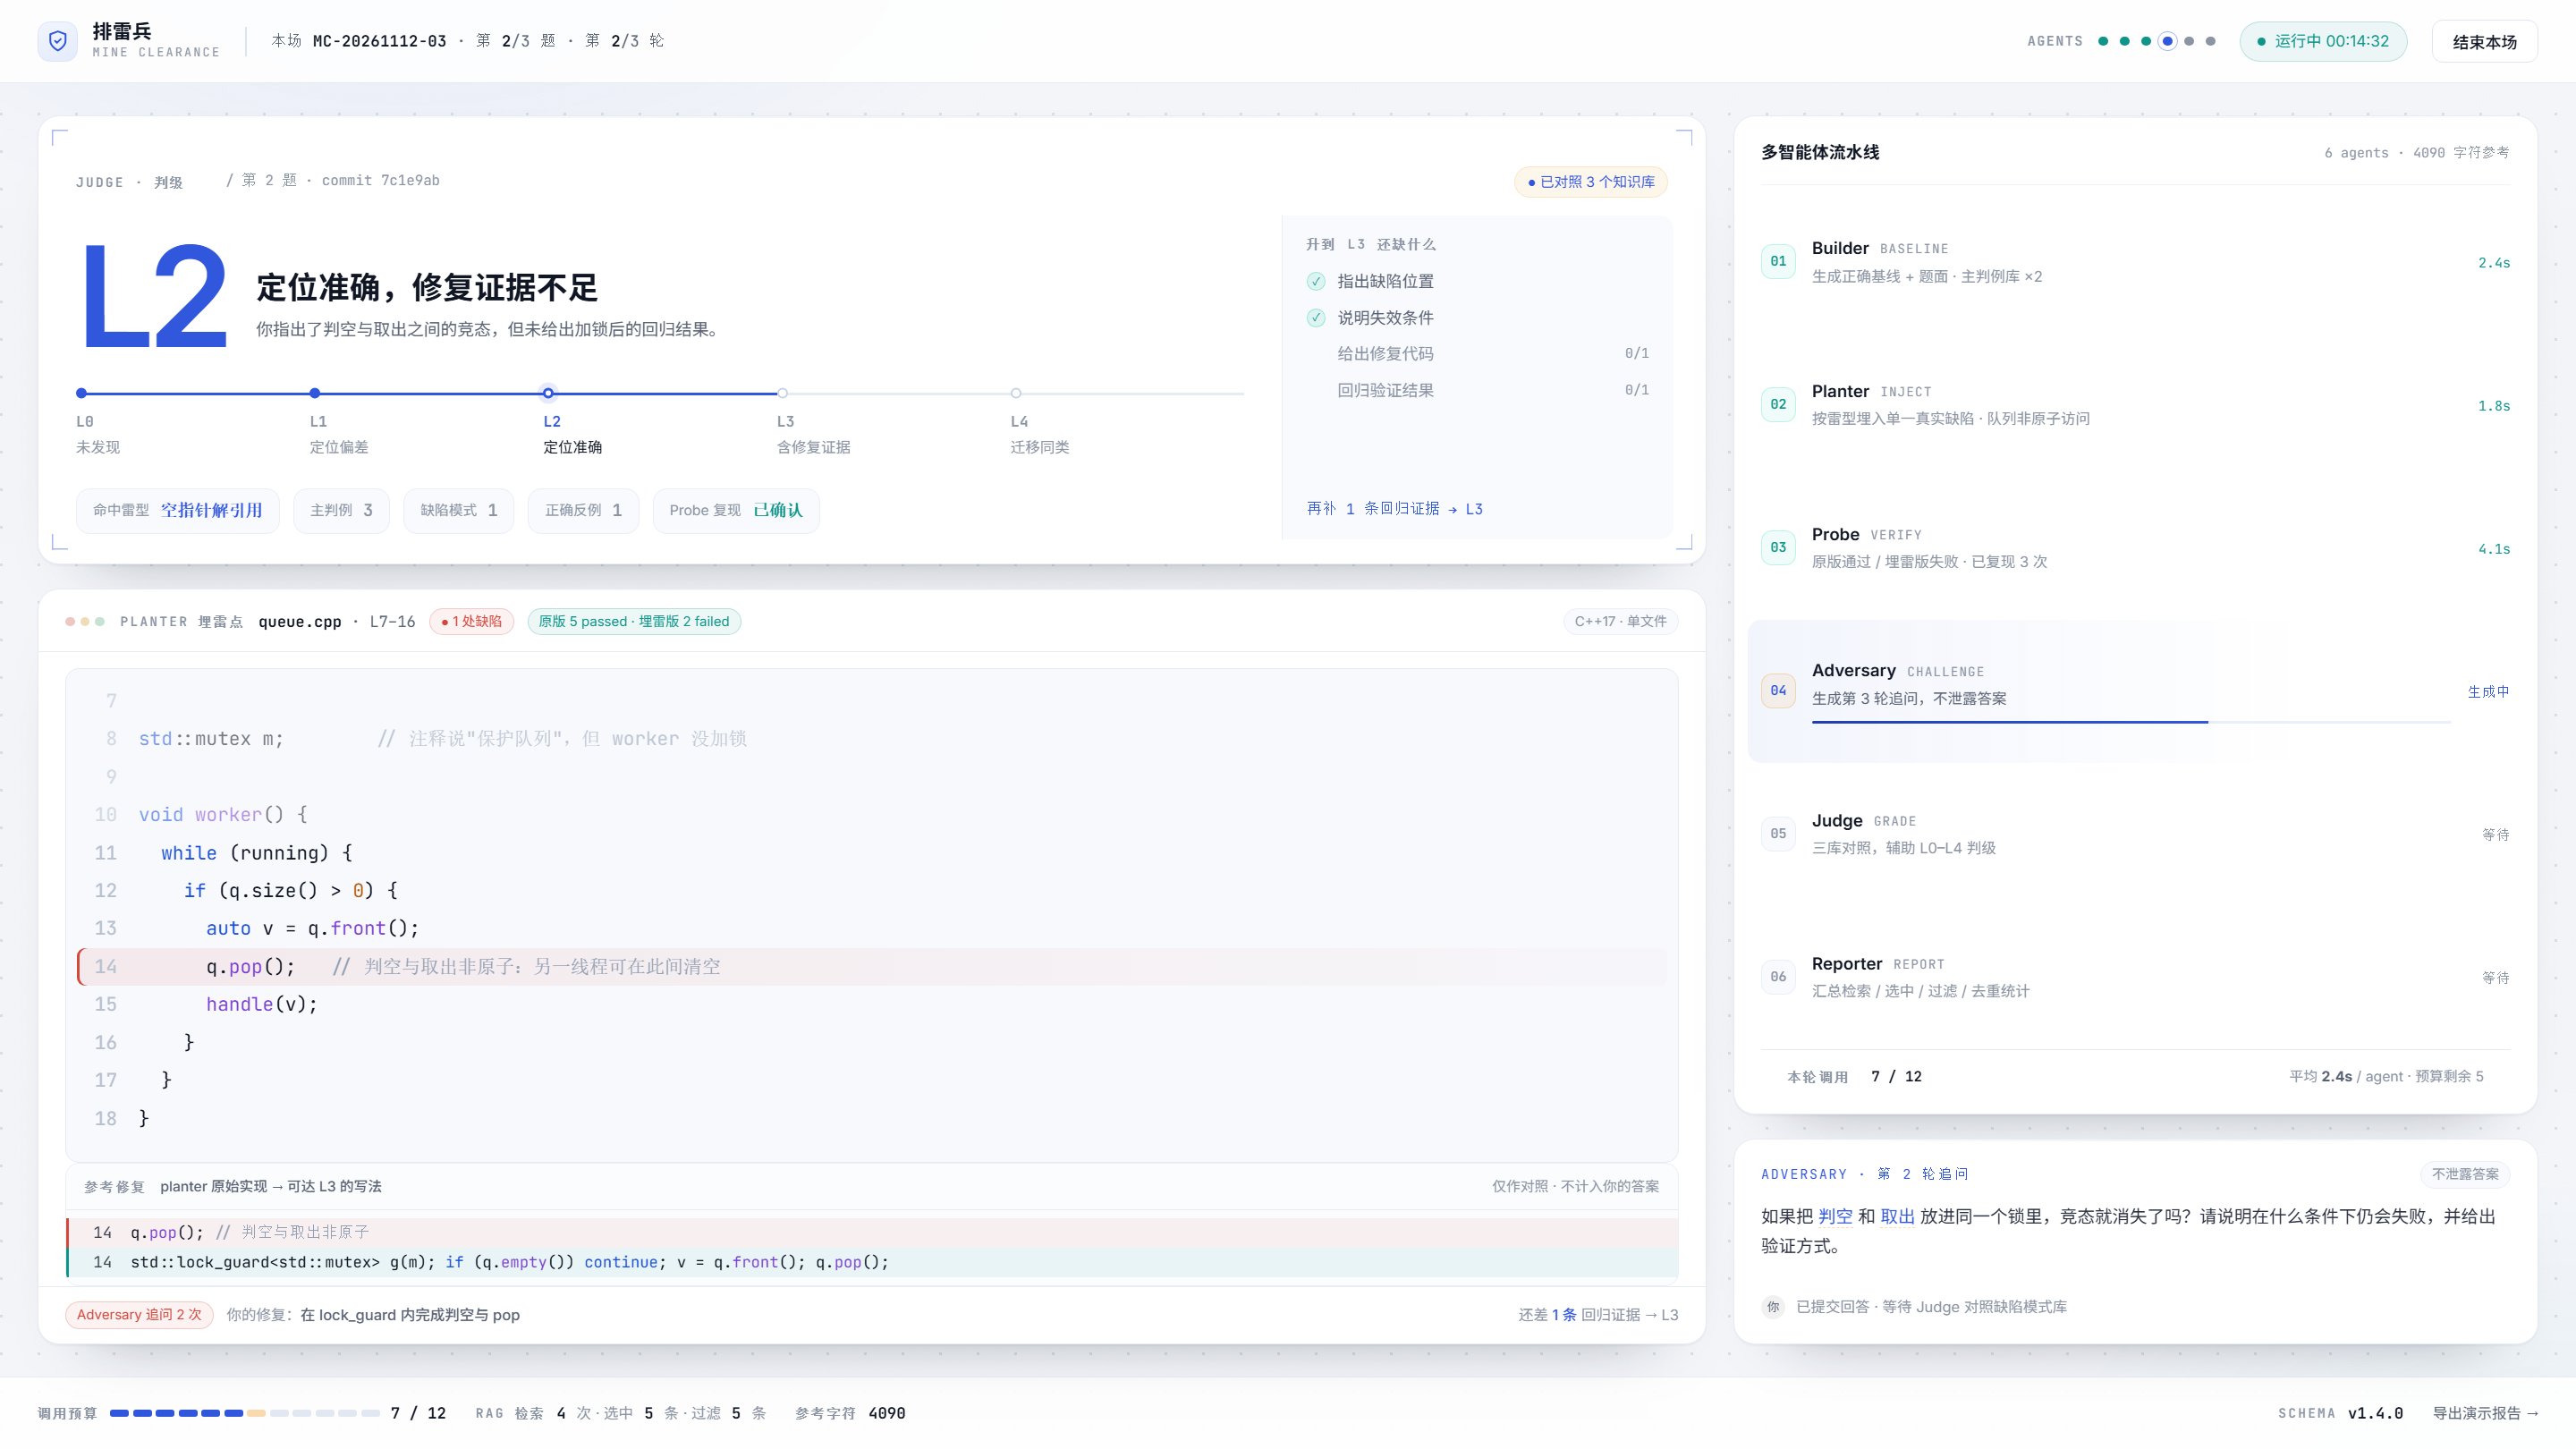 排雷兵
MINE CLEARANCE
本场 MC-20261112-03 · 第 2/3 题 · 第 2/3 轮
AGENTS
运行中 00:14:32
结束本场
JUDGE · 判级 / 第 2 题 · commit 7c1e9ab
已对照 3 个知识库
L2
定位准确，修复证据不足
你指出了判空与取出之间的竞态，但未给出加锁后的回归结果。
L0 L1 L2 L3 L4
未发现 定位偏差 定位准确 含修复证据 迁移同类
命中雷型 空指针解引用
主判例 3
缺陷模式 1
正确反例 1
Probe 复现 已确认
升到 L3 还缺什么
✓ 指出缺陷位置
✓ 说明失效条件
给出修复代码 0/1
回归验证结果 0/1
再补 1 条回归证据 → L3
PLANTER 埋雷点 queue.cpp · L7–16
1 处缺陷
原版 5 passed · 埋雷版 2 failed
C++17 · 单文件
7
8 std::mutex m; // 注释说"保护队列"，但 worker 没加锁
9
10 void worker() {
11 while (running) {
12 if (q.size() > 0) {
13 auto v = q.front();
14 q.pop(); // 判空与取出非原子：另一线程可在此间清空
15 handle(v);
16 }
17 }
18 }
参考修复 planter 原始实现 → 可达 L3 的写法
仅作对照 · 不计入你的答案
14 q.pop(); // 判空与取出非原子
14 std::lock_guard<std::mutex> g(m); if (q.empty()) continue; v = q.front(); q.pop();
Adversary 追问 2 次
你的修复：在 lock_guard 内完成判空与 pop
还差 1 条 回归证据 → L3
多智能体流水线
6 agents · 4090 字符参考
01 Builder BASELINE
生成正确基线 + 题面 · 主判例库 ×2
2.4s
02 Planter INJECT
按雷型埋入单一真实缺陷 · 队列非原子访问
1.8s
03 Probe VERIFY
原版通过 / 埋雷版失败 · 已复现 3 次
4.1s
04 Adversary CHALLENGE
生成第 3 轮追问，不泄露答案
生成中
05 Judge GRADE
三库对照，辅助 L0–L4 判级
等待
06 Reporter REPORT
汇总检索 / 选中 / 过滤 / 去重统计
等待
本轮调用 7 / 12
平均 2.4s / agent · 预算剩余 5
ADVERSARY · 第 2 轮追问
不泄露答案
如果把 判空 和 取出 放进同一个锁里，竞态就消失了吗？请说明在什么条件下仍会失败，并给出
验证方式。
你 已提交回答 · 等待 Judge 对照缺陷模式库
调用预算 7 / 12
RAG 检索 4 次 · 选中 5 条 · 过滤 5 条
参考字符 4090
SCHEMA v1.4.0
导出演示报告 →